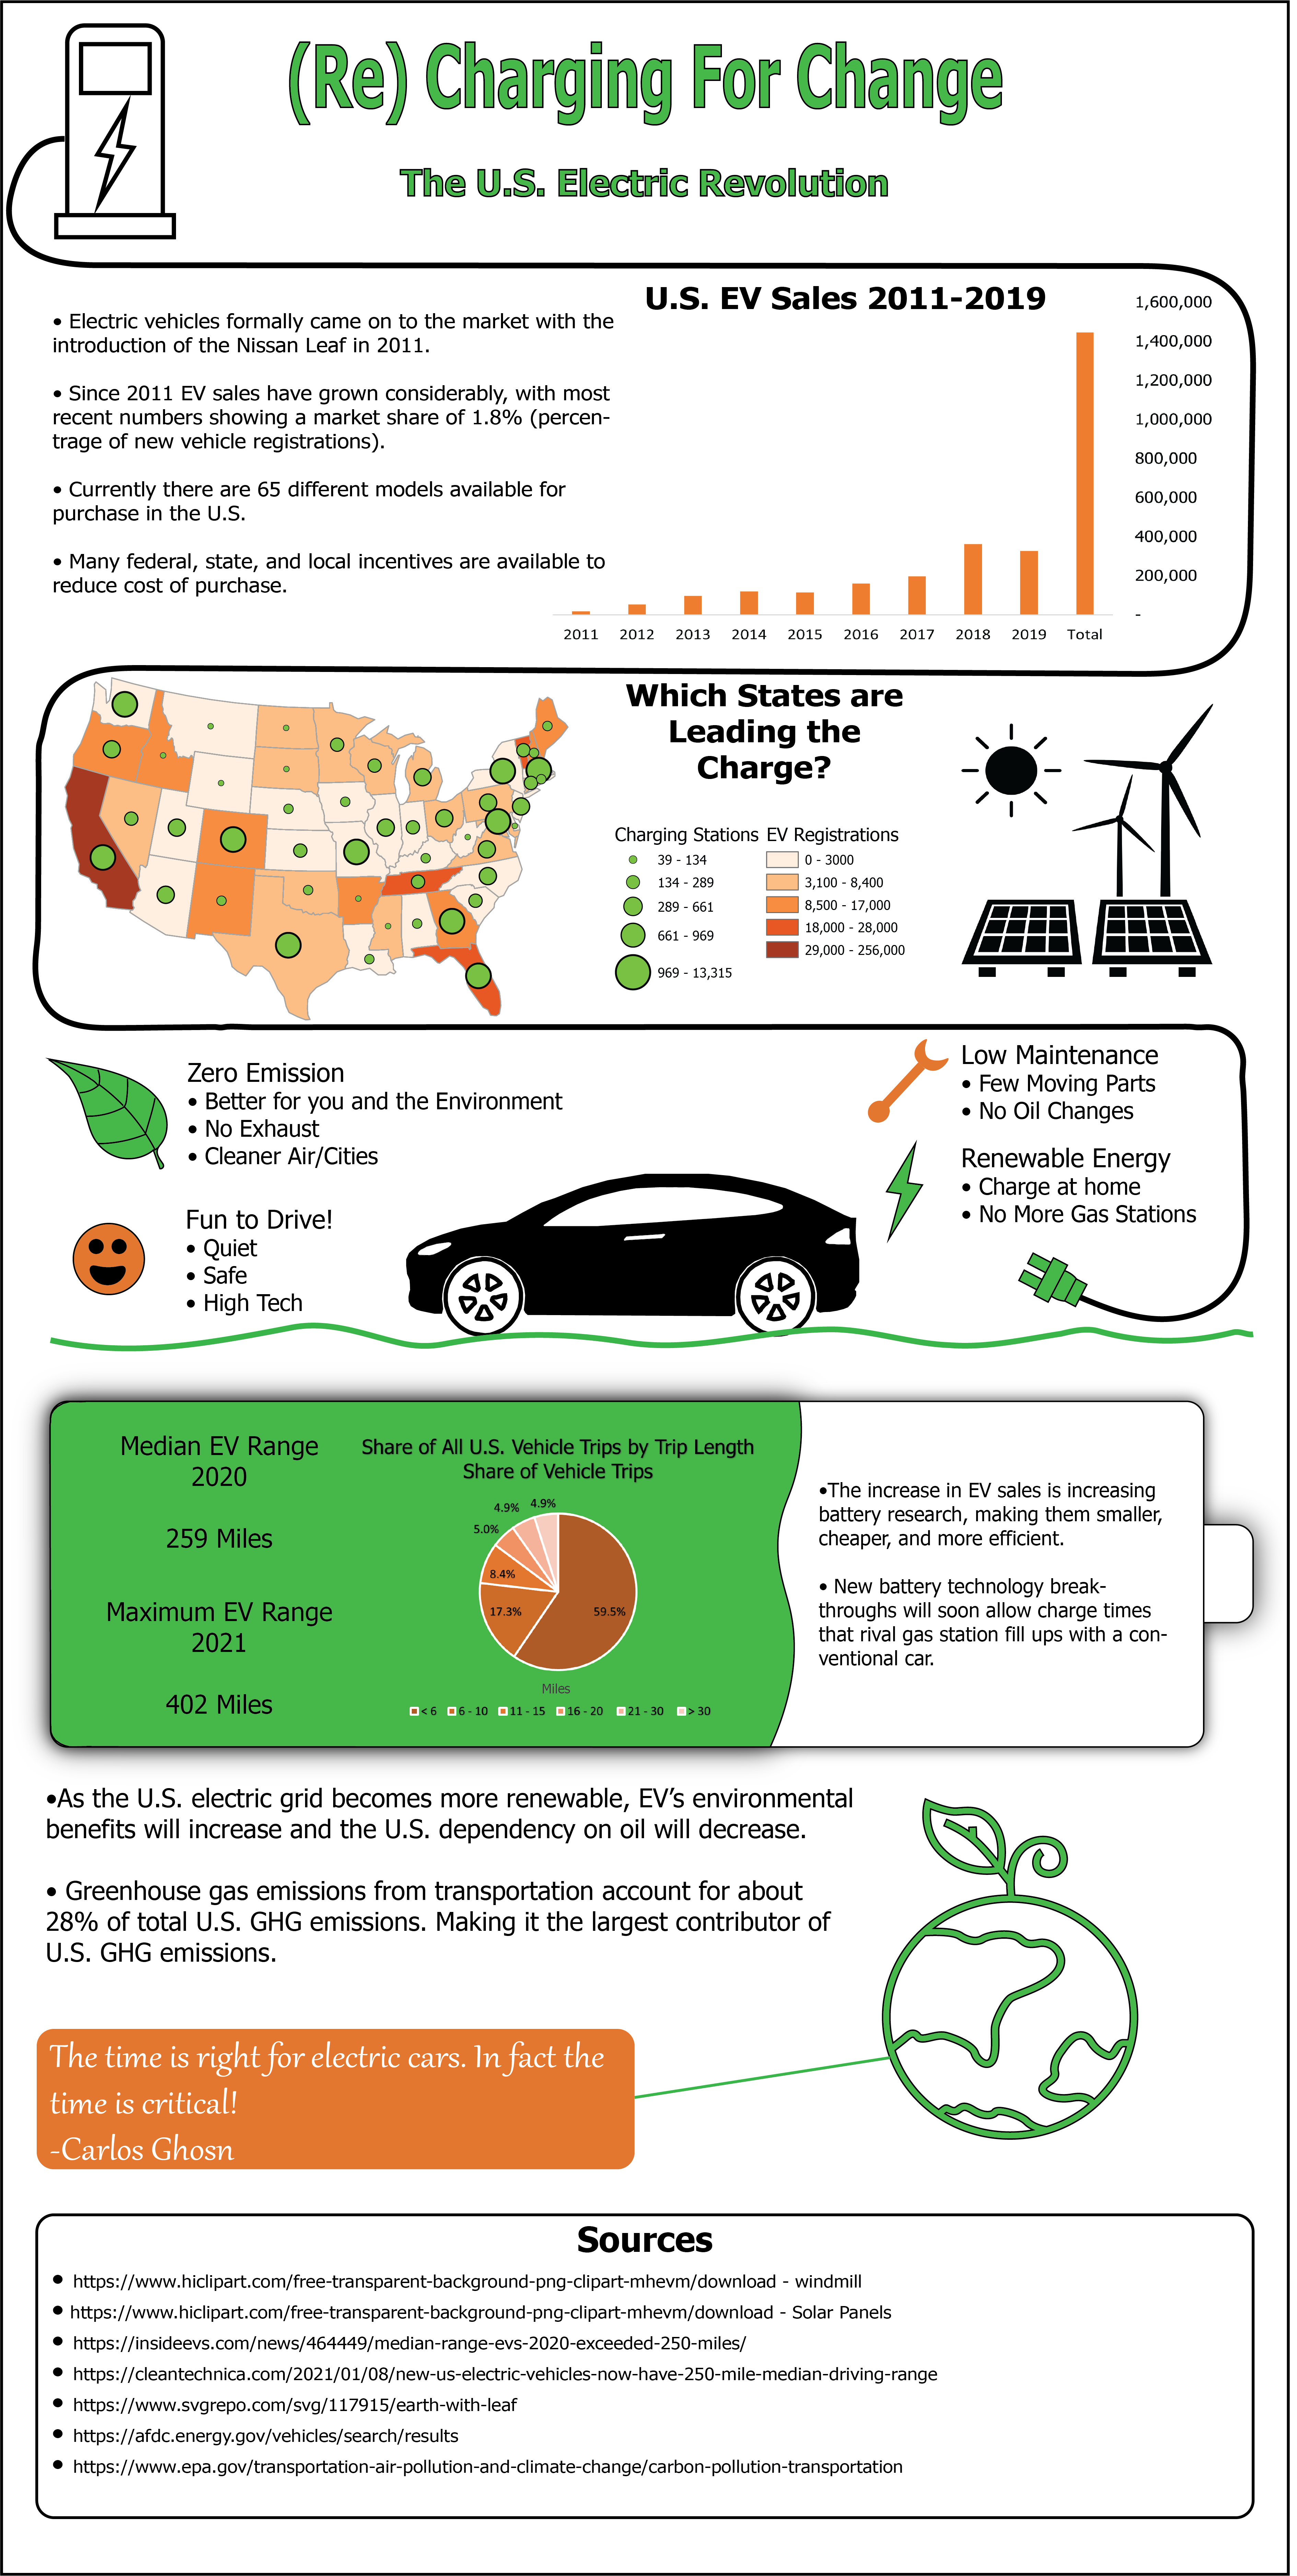 (Re) Charging For Change
The U.S. Electric Revolution
• Electric vehicles formally came on to the market with the
introduction of the Nissan Leaf in 2011.
• Since 2011 EV sales have grown considerably, with most
recent numbers showing a market share of 1.8% (percen-
trage of new vehicle registrations).
• Currently there are 65 different models available for
purchase in the U.S.
• Many federal, state, and local incentives are available to
reduce cost of purchase.
U.S. EV Sales 2011-2019
1,600,000
1,400,000
1,200,000
1,000,000
800,000
600,000
400,000
200,000
-
2011 2012 2013 2014 2015 2016 2017 2018 2019 Total
Which States are
Leading the
Charge?
Charging Stations EV Registrations
39 - 134 0 - 3000
134 - 289 3,100 - 8,400
289 - 661 8,500 - 17,000
661 - 969 18,000 - 28,000
969 - 13,315 29,000 - 256,000
Zero Emission
• Better for you and the Environment
• No Exhaust
• Cleaner Air/Cities
Fun to Drive!
• Quiet
• Safe
• High Tech
Low Maintenance
• Few Moving Parts
• No Oil Changes
Renewable Energy
• Charge at home
• No More Gas Stations
Median EV Range
2020
259 Miles
Maximum EV Range
2021
402 Miles
Share of All U.S. Vehicle Trips by Trip Length
Share of Vehicle Trips
4.9% 4.9%
5.0%
8.4%
17.3% 59.5%
Miles
< 6 6 - 10 11 - 15 16 - 20 21 - 30 > 30
•The increase in EV sales is increasing
battery research, making them smaller,
cheaper, and more efficient.
• New battery technology break-
throughs will soon allow charge times
that rival gas station fill ups with a con-
ventional car.
•As the U.S. electric grid becomes more renewable, EV’s environmental
benefits will increase and the U.S. dependency on oil will decrease.
• Greenhouse gas emissions from transportation account for about
28% of total U.S. GHG emissions. Making it the largest contributor of
U.S. GHG emissions.
The time is right for electric cars. In fact the
time is critical!
-Carlos Ghosn
Sources
• https://www.hiclipart.com/free-transparent-background-png-clipart-mhevm/download - windmill
• https://www.hiclipart.com/free-transparent-background-png-clipart-mhevm/download - Solar Panels
• https://insideevs.com/news/464449/median-range-evs-2020-exceeded-250-miles/
• https://cleantechnica.com/2021/01/08/new-us-electric-vehicles-now-have-250-mile-median-driving-range
• https://www.svgrepo.com/svg/117915/earth-with-leaf
• https://afdc.energy.gov/vehicles/search/results
• https://www.epa.gov/transportation-air-pollution-and-climate-change/carbon-pollution-transportation